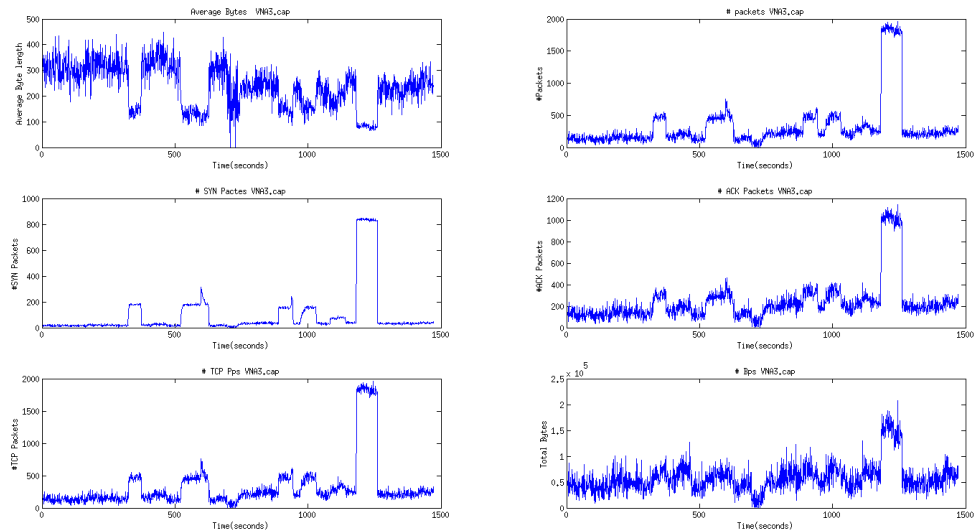 Average Bytes VNA3.cap
Average Byte length
500
400
300
200
100
0
0 500 1000 1500
Time(seconds)
# packets VNA3.cap
#Packets
2000
1500
1000
500
0
0 500 1000 1500
Time(seconds)
# SYN Pactes VNA3.cap
#SYN Packets
1000
800
600
400
200
0
0 500 1000 1500
Time(seconds)
# ACK Packets VNA3.cap
#ACK Packets
1200
1000
800
600
400
200
0
0 500 1000 1500
Time(seconds)
# TCP Pps VNA3.cap
#TCP Packets
2000
1500
1000
500
0
0 500 1000 1500
Time(seconds)
# Bps VNA3.cap
x 10^5
Total Bytes
2.5
2
1.5
1
0.5
0
0 500 1000 1500
Time(seconds)